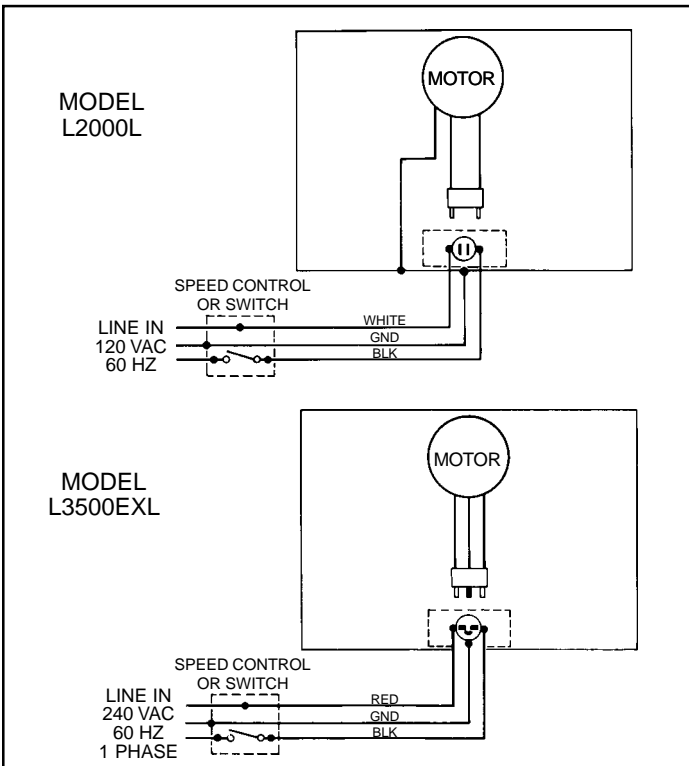 MOTOR
MODEL
L2000L
SPEED CONTROL
OR SWITCH
LINE IN
120 VAC
60 HZ
WHITE
GND
BLK
MOTOR
MODEL
L3500EXL
SPEED CONTROL
OR SWITCH
LINE IN
240 VAC
60 HZ
1 PHASE
RED
GND
BLK